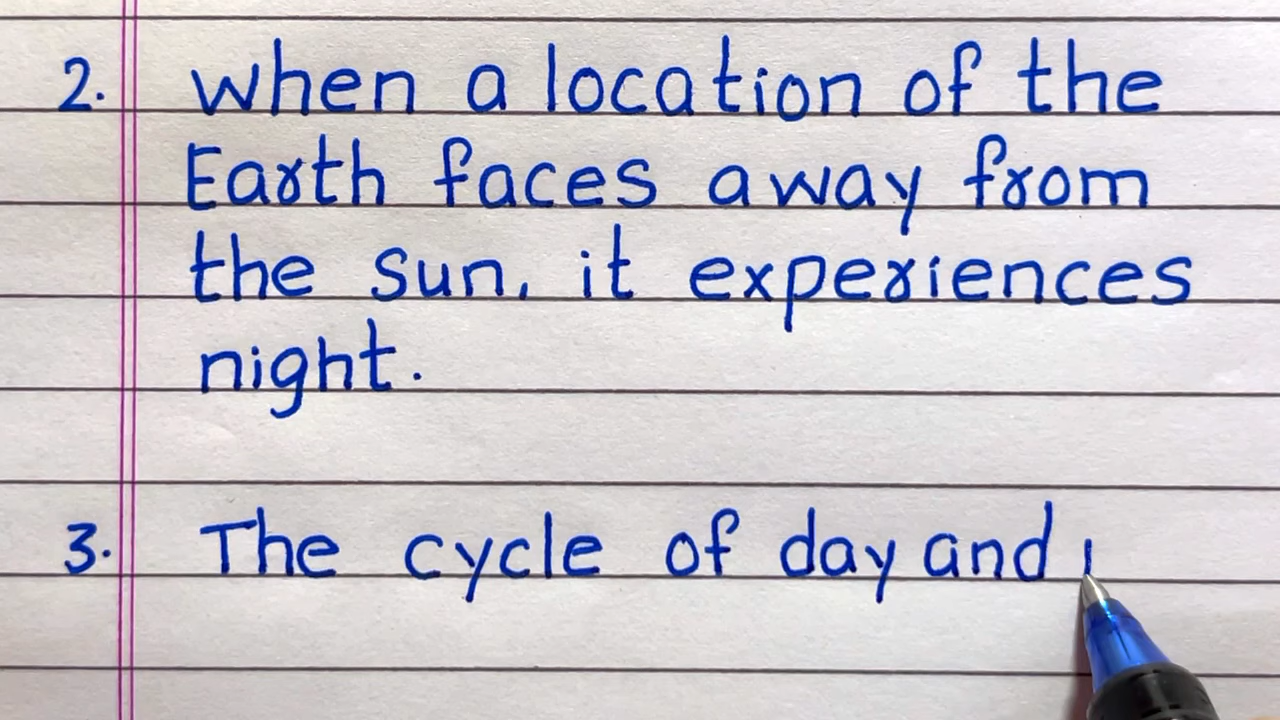 2. when a location of the
Earth faces away from
the sun, it experiences
night.
3. The cycle of day and